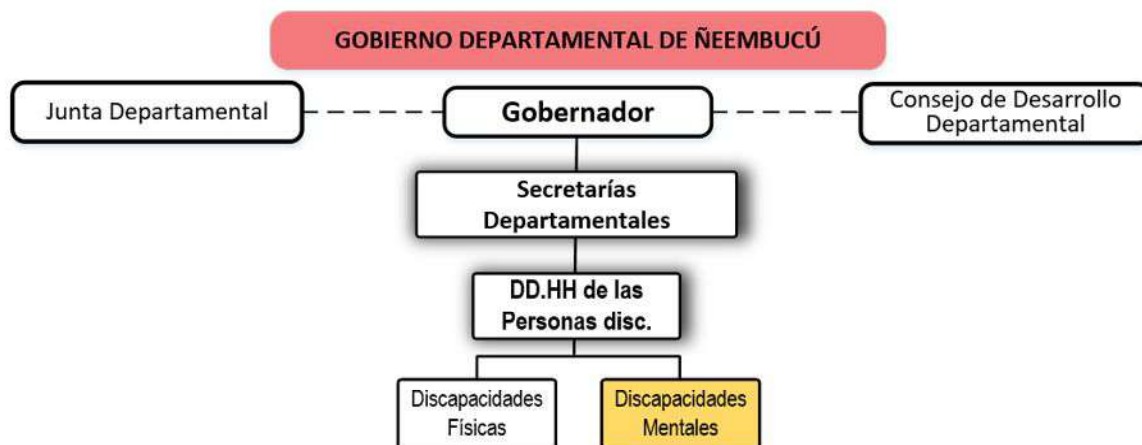 GOBIERNO DEPARTAMENTAL DE ÑEEMBUCÚ
Junta Departamental
Gobernador
Consejo de Desarrollo
Departamental
Secretarías
Departamentales
DD.HH de las
Personas disc.
Discapacidades
Físicas
Discapacidades
Mentales